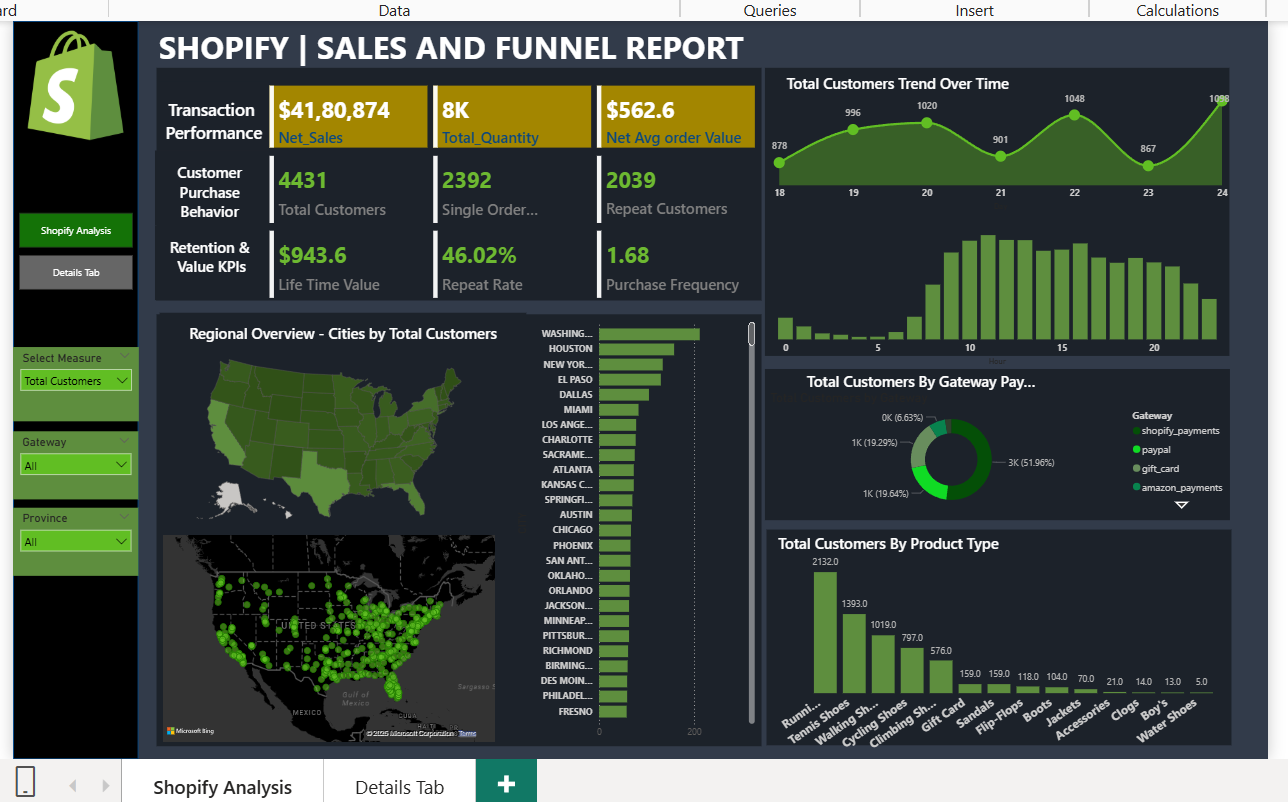 rd
Data
Queries
Insert
Calculations
SHOPIFY | SALES AND FUNNEL REPORT
S
Shopify Analysis
Details Tab
Select Measure
Total Customers
Gateway
All
Province
All
Transaction
Performance
$41,80,874
Net_Sales
8K
Total_Quantity
$562.6
Net Avg order Value
Customer
Purchase
Behavior
4431
Total Customers
2392
Single Order...
2039
Repeat Customers
Retention &
Value KPIs
$943.6
Life Time Value
46.02%
Repeat Rate
1.68
Purchase Frequency
Total Customers Trend Over Time
878
996
1020
901
1048
867
1098
18
19
20
21
22
23
24
0
5
10
15
20
Hour
Regional Overview - Cities by Total Customers
WASHING...
HOUSTON
NEW YOR...
EL PASO
DALLAS
MIAMI
LOS ANGE...
CHARLOTTE
SACRAME...
ATLANTA
KANSAS C...
SPRINGFI...
AUSTIN
CHICAGO
PHOENIX
SAN ANT...
OKLAHO...
ORLANDO
JACKSON...
MINNEAP...
PITTSBUR...
RICHMOND
BIRMING...
DES MOIN...
PHILADEL...
FRESNO
0
200
UNITED STATES
MEXICO
Gulf of
Mexico
CUBA
HAITI
Sargasso S
Microsoft Bing
© 2025 Microsoft Corporation
Terms
Total Customers By Gateway Pay...
0K (6.63%)
1K (19.29%)
1K (19.64%)
3K (51.96%)
Gateway
shopify_payments
paypal
gift_card
amazon_payments
Total Customers By Product Type
2132.0
1393.0
1019.0
797.0
576.0
159.0
159.0
118.0
104.0
70.0
21.0
14.0
13.0
5.0
Runni...
Tennis Shoes
Walking Sh...
Cycling Shoes
Climbing Sh...
Gift Card
Sandals
Flip-Flops
Boots
Jackets
Accessories
Clogs
Boy's
Water Shoes
Shopify Analysis
Details Tab
+